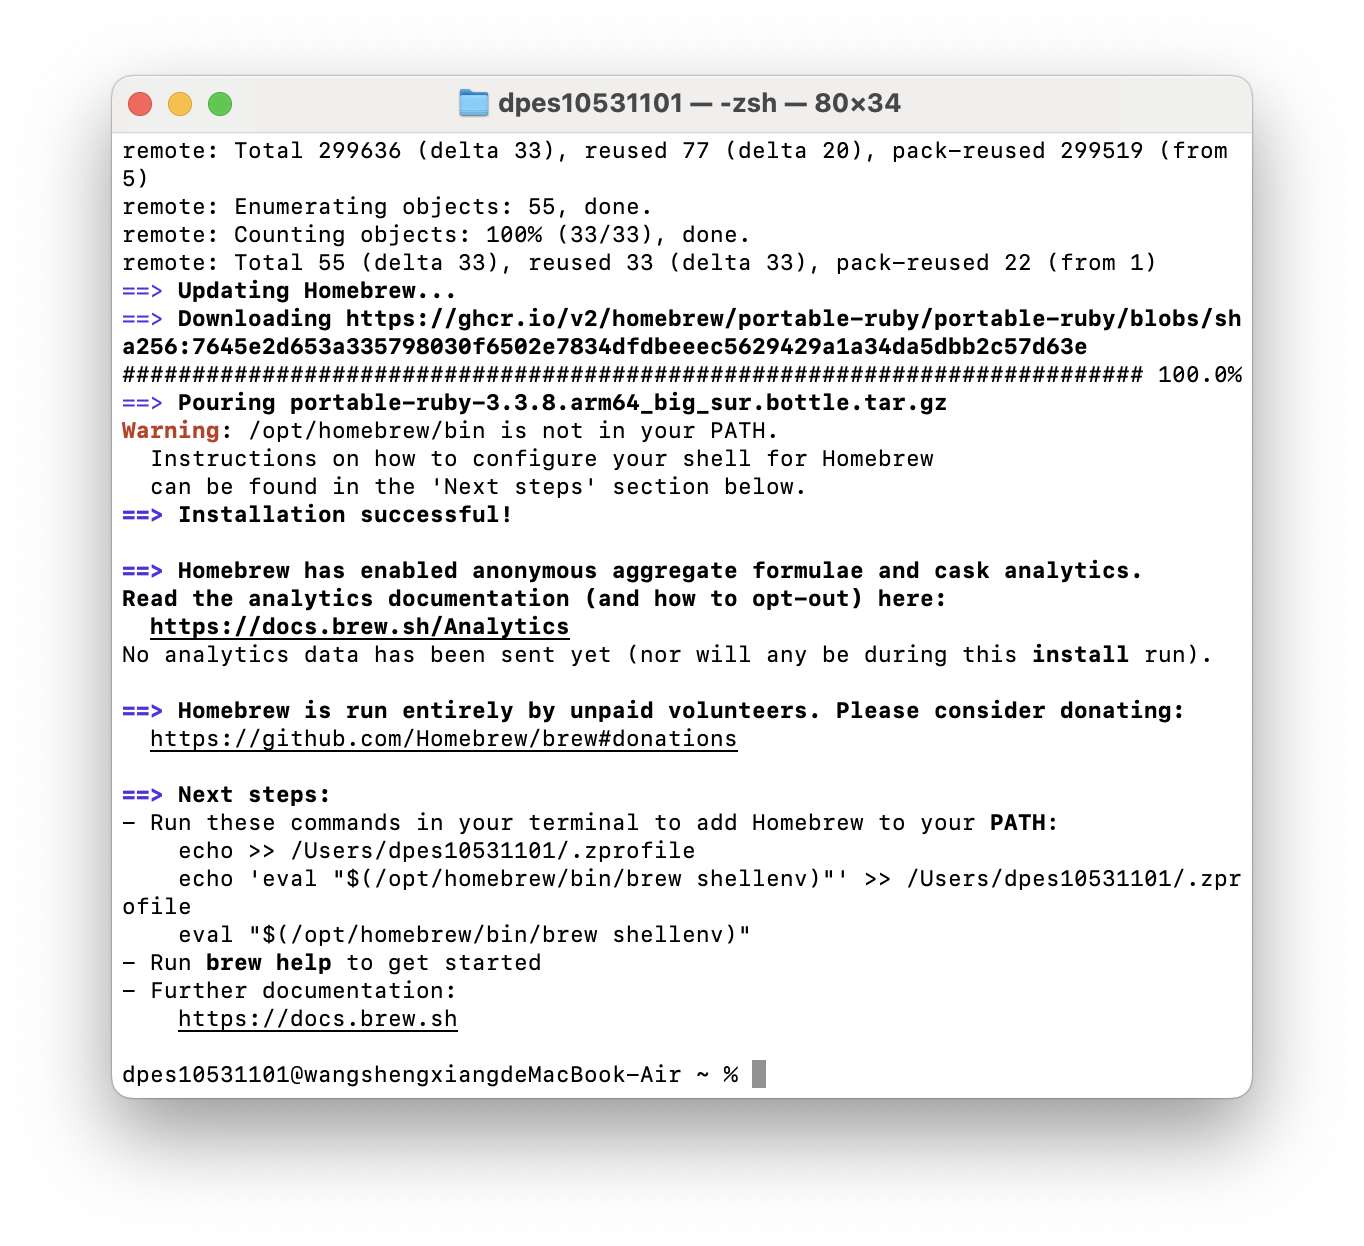 dpes10531101 — -zsh — 80×34
remote: Total 299636 (delta 33), reused 77 (delta 20), pack-reused 299519 (from
5)
remote: Enumerating objects: 55, done.
remote: Counting objects: 100% (33/33), done.
remote: Total 55 (delta 33), reused 33 (delta 33), pack-reused 22 (from 1)
==> Updating Homebrew...
==> Downloading https://ghcr.io/v2/homebrew/portable-ruby/portable-ruby/blobs/sh
a256:7645e2d653a335798030f6502e7834dfdbeeec5629429a1a34da5dbb2c57d63e
######################################################################### 100.0%
==> Pouring portable-ruby-3.3.8.arm64_big_sur.bottle.tar.gz
Warning: /opt/homebrew/bin is not in your PATH.
  Instructions on how to configure your shell for Homebrew
  can be found in the 'Next steps' section below.
==> Installation successful!

==> Homebrew has enabled anonymous aggregate formulae and cask analytics.
Read the analytics documentation (and how to opt-out) here:
  https://docs.brew.sh/Analytics
No analytics data has been sent yet (nor will any be during this install run).

==> Homebrew is run entirely by unpaid volunteers. Please consider donating:
  https://github.com/Homebrew/brew#donations

==> Next steps:
- Run these commands in your terminal to add Homebrew to your PATH:
    echo >> /Users/dpes10531101/.zprofile
    echo 'eval "$(/opt/homebrew/bin/brew shellenv)"' >> /Users/dpes10531101/.zpr
ofile
    eval "$(/opt/homebrew/bin/brew shellenv)"
- Run brew help to get started
- Further documentation:
    https://docs.brew.sh

dpes10531101@wangshengxiangdeMacBook-Air ~ %